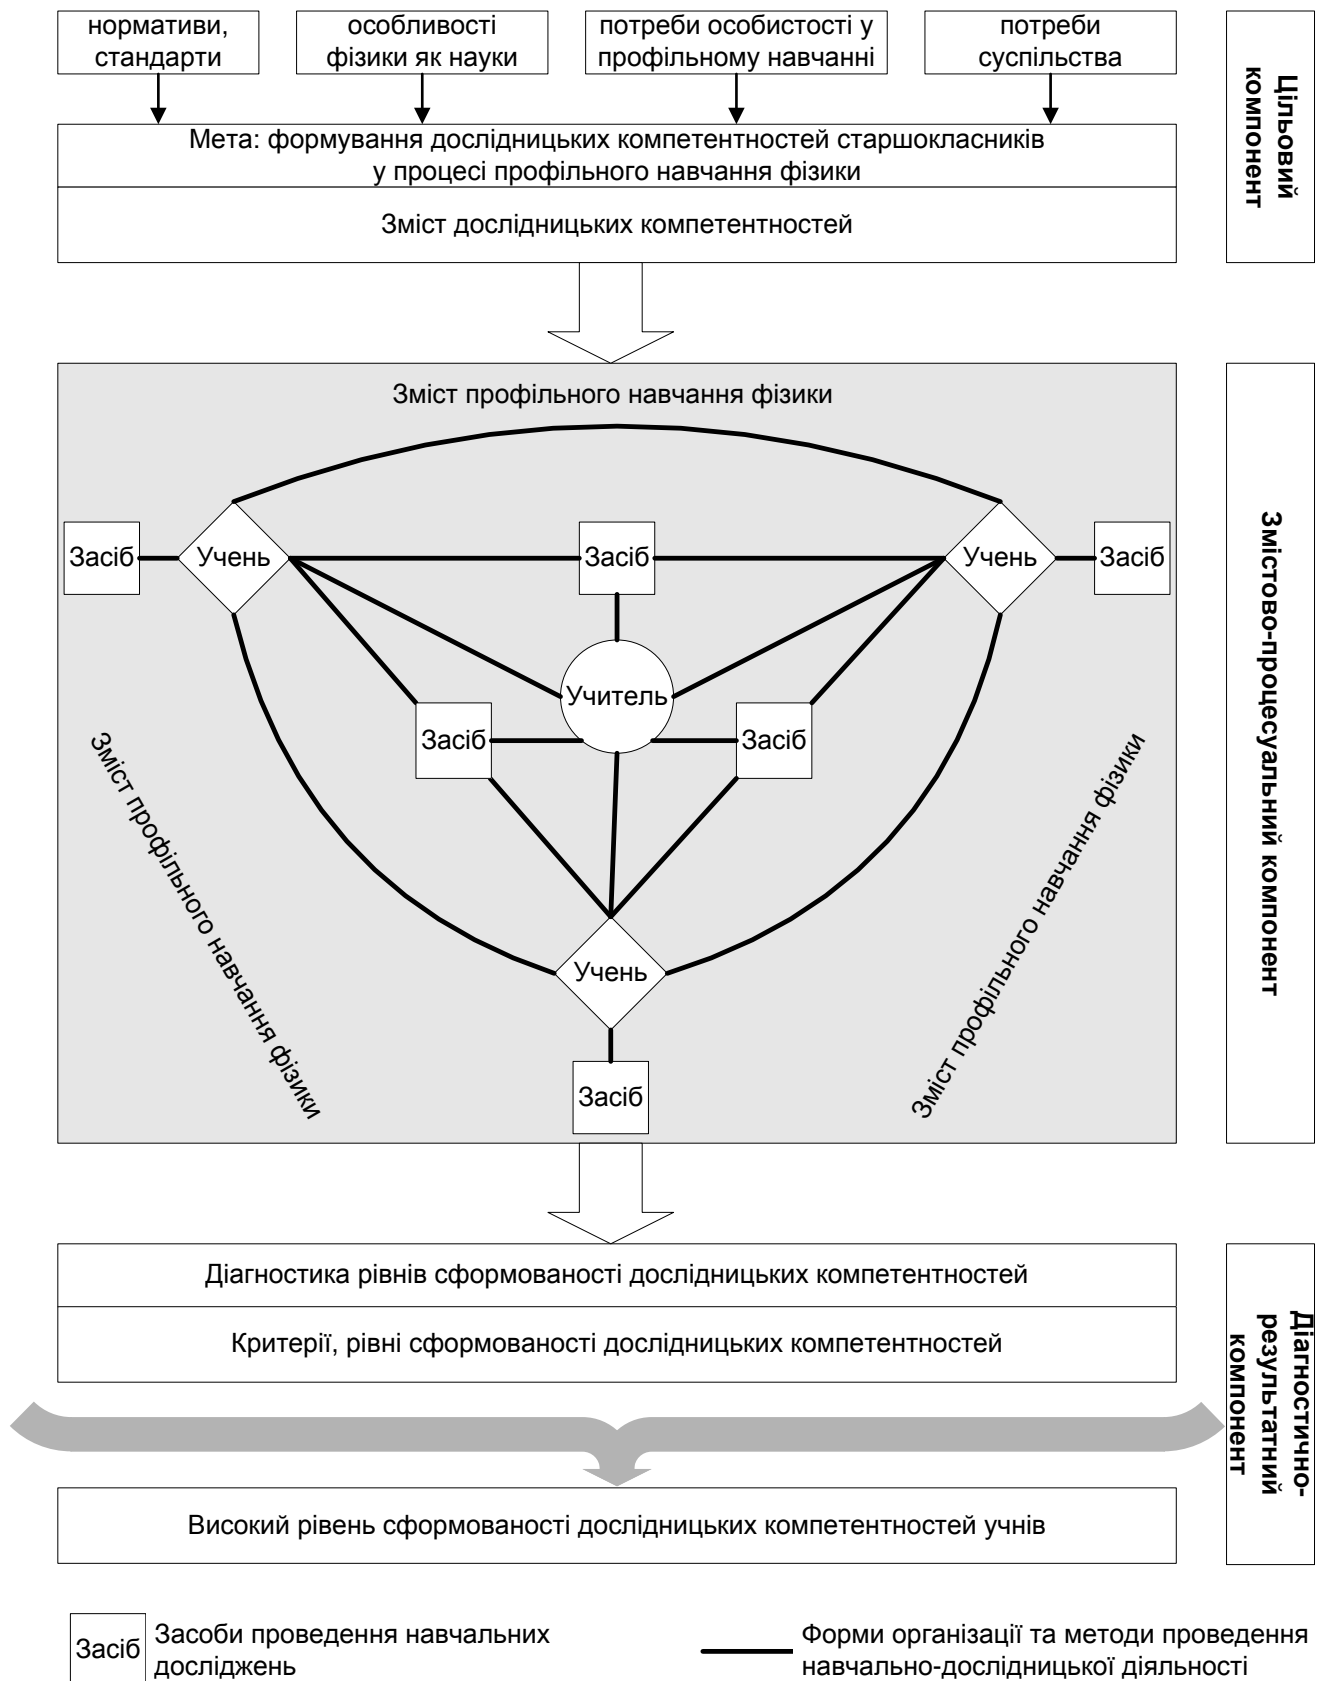 нормативи,
стандарти
особливості
фізики як науки
потреби особистості у
профільному навчанні
потреби
суспільства
Цільовий
компонент
Мета: формування дослідницьких компетентностей старшокласників
у процесі профільного навчання фізики
Зміст дослідницьких компетентностей
Зміст профільного навчання фізики
Засіб
Учень
Засіб
Учень
Засіб
Учитель
Засіб
Засіб
Зміст профільного навчання фізики
Зміст профільного навчання фізики
Учень
Засіб
Змістово-процесуальний компонент
Діагностика рівнів сформованості дослідницьких компетентностей
Критерії, рівні сформованості дослідницьких компетентностей
Діагностично-
результатний
компонент
Високий рівень сформованості дослідницьких компетентностей учнів
Засіб
Засоби проведення навчальних
досліджень
Форми організації та методи проведення
навчально-дослідницької діяльності